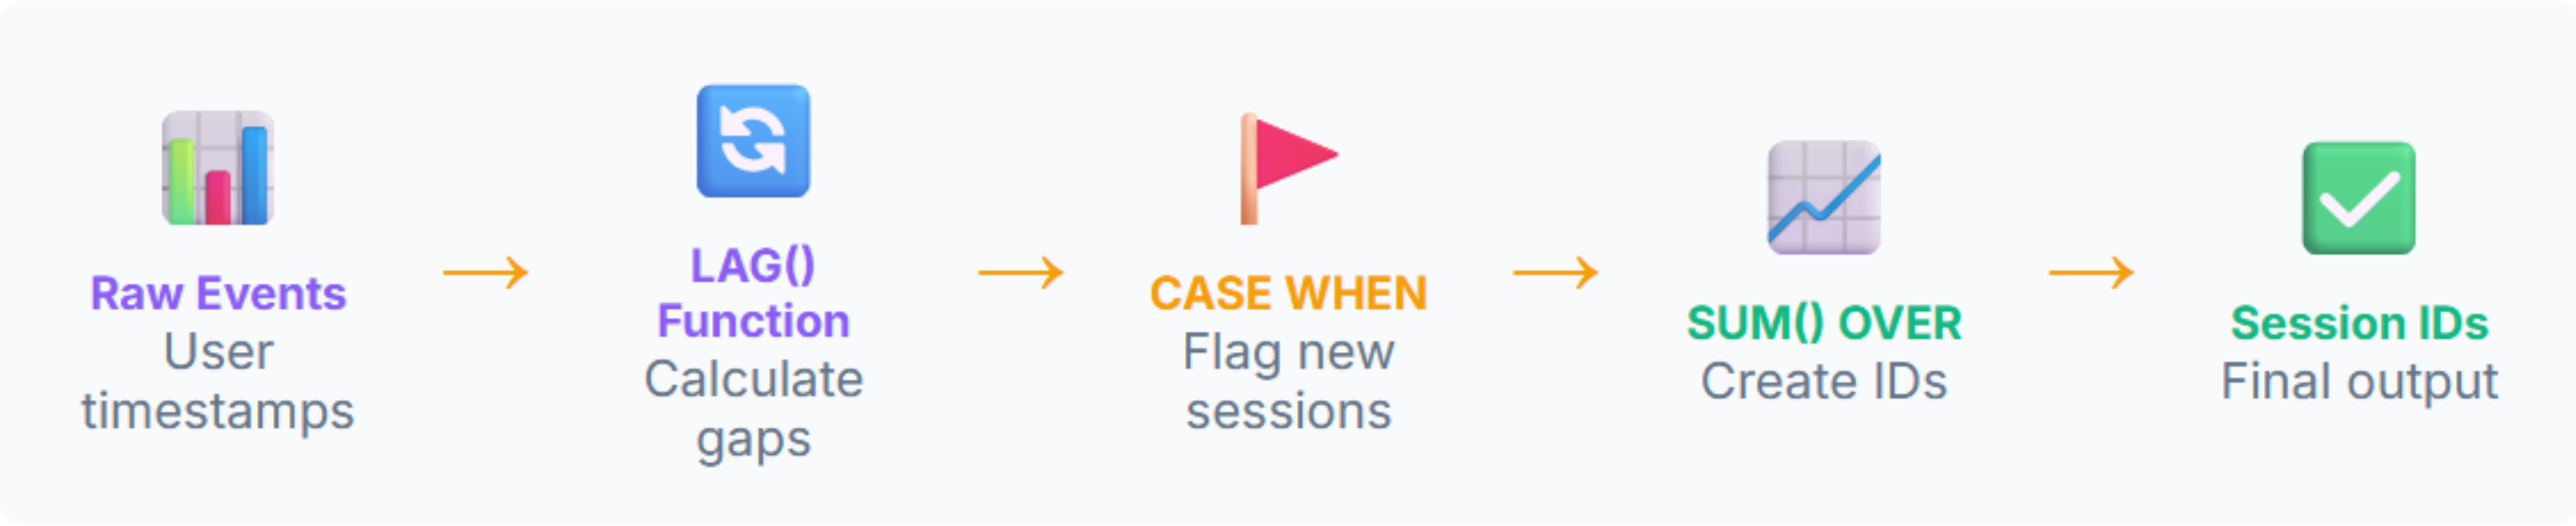 Raw Events
User
timestamps
→
LAG()
Function
Calculate
gaps
→
CASE WHEN
Flag new
sessions
→
SUM() OVER
Create IDs
→
Session IDs
Final output